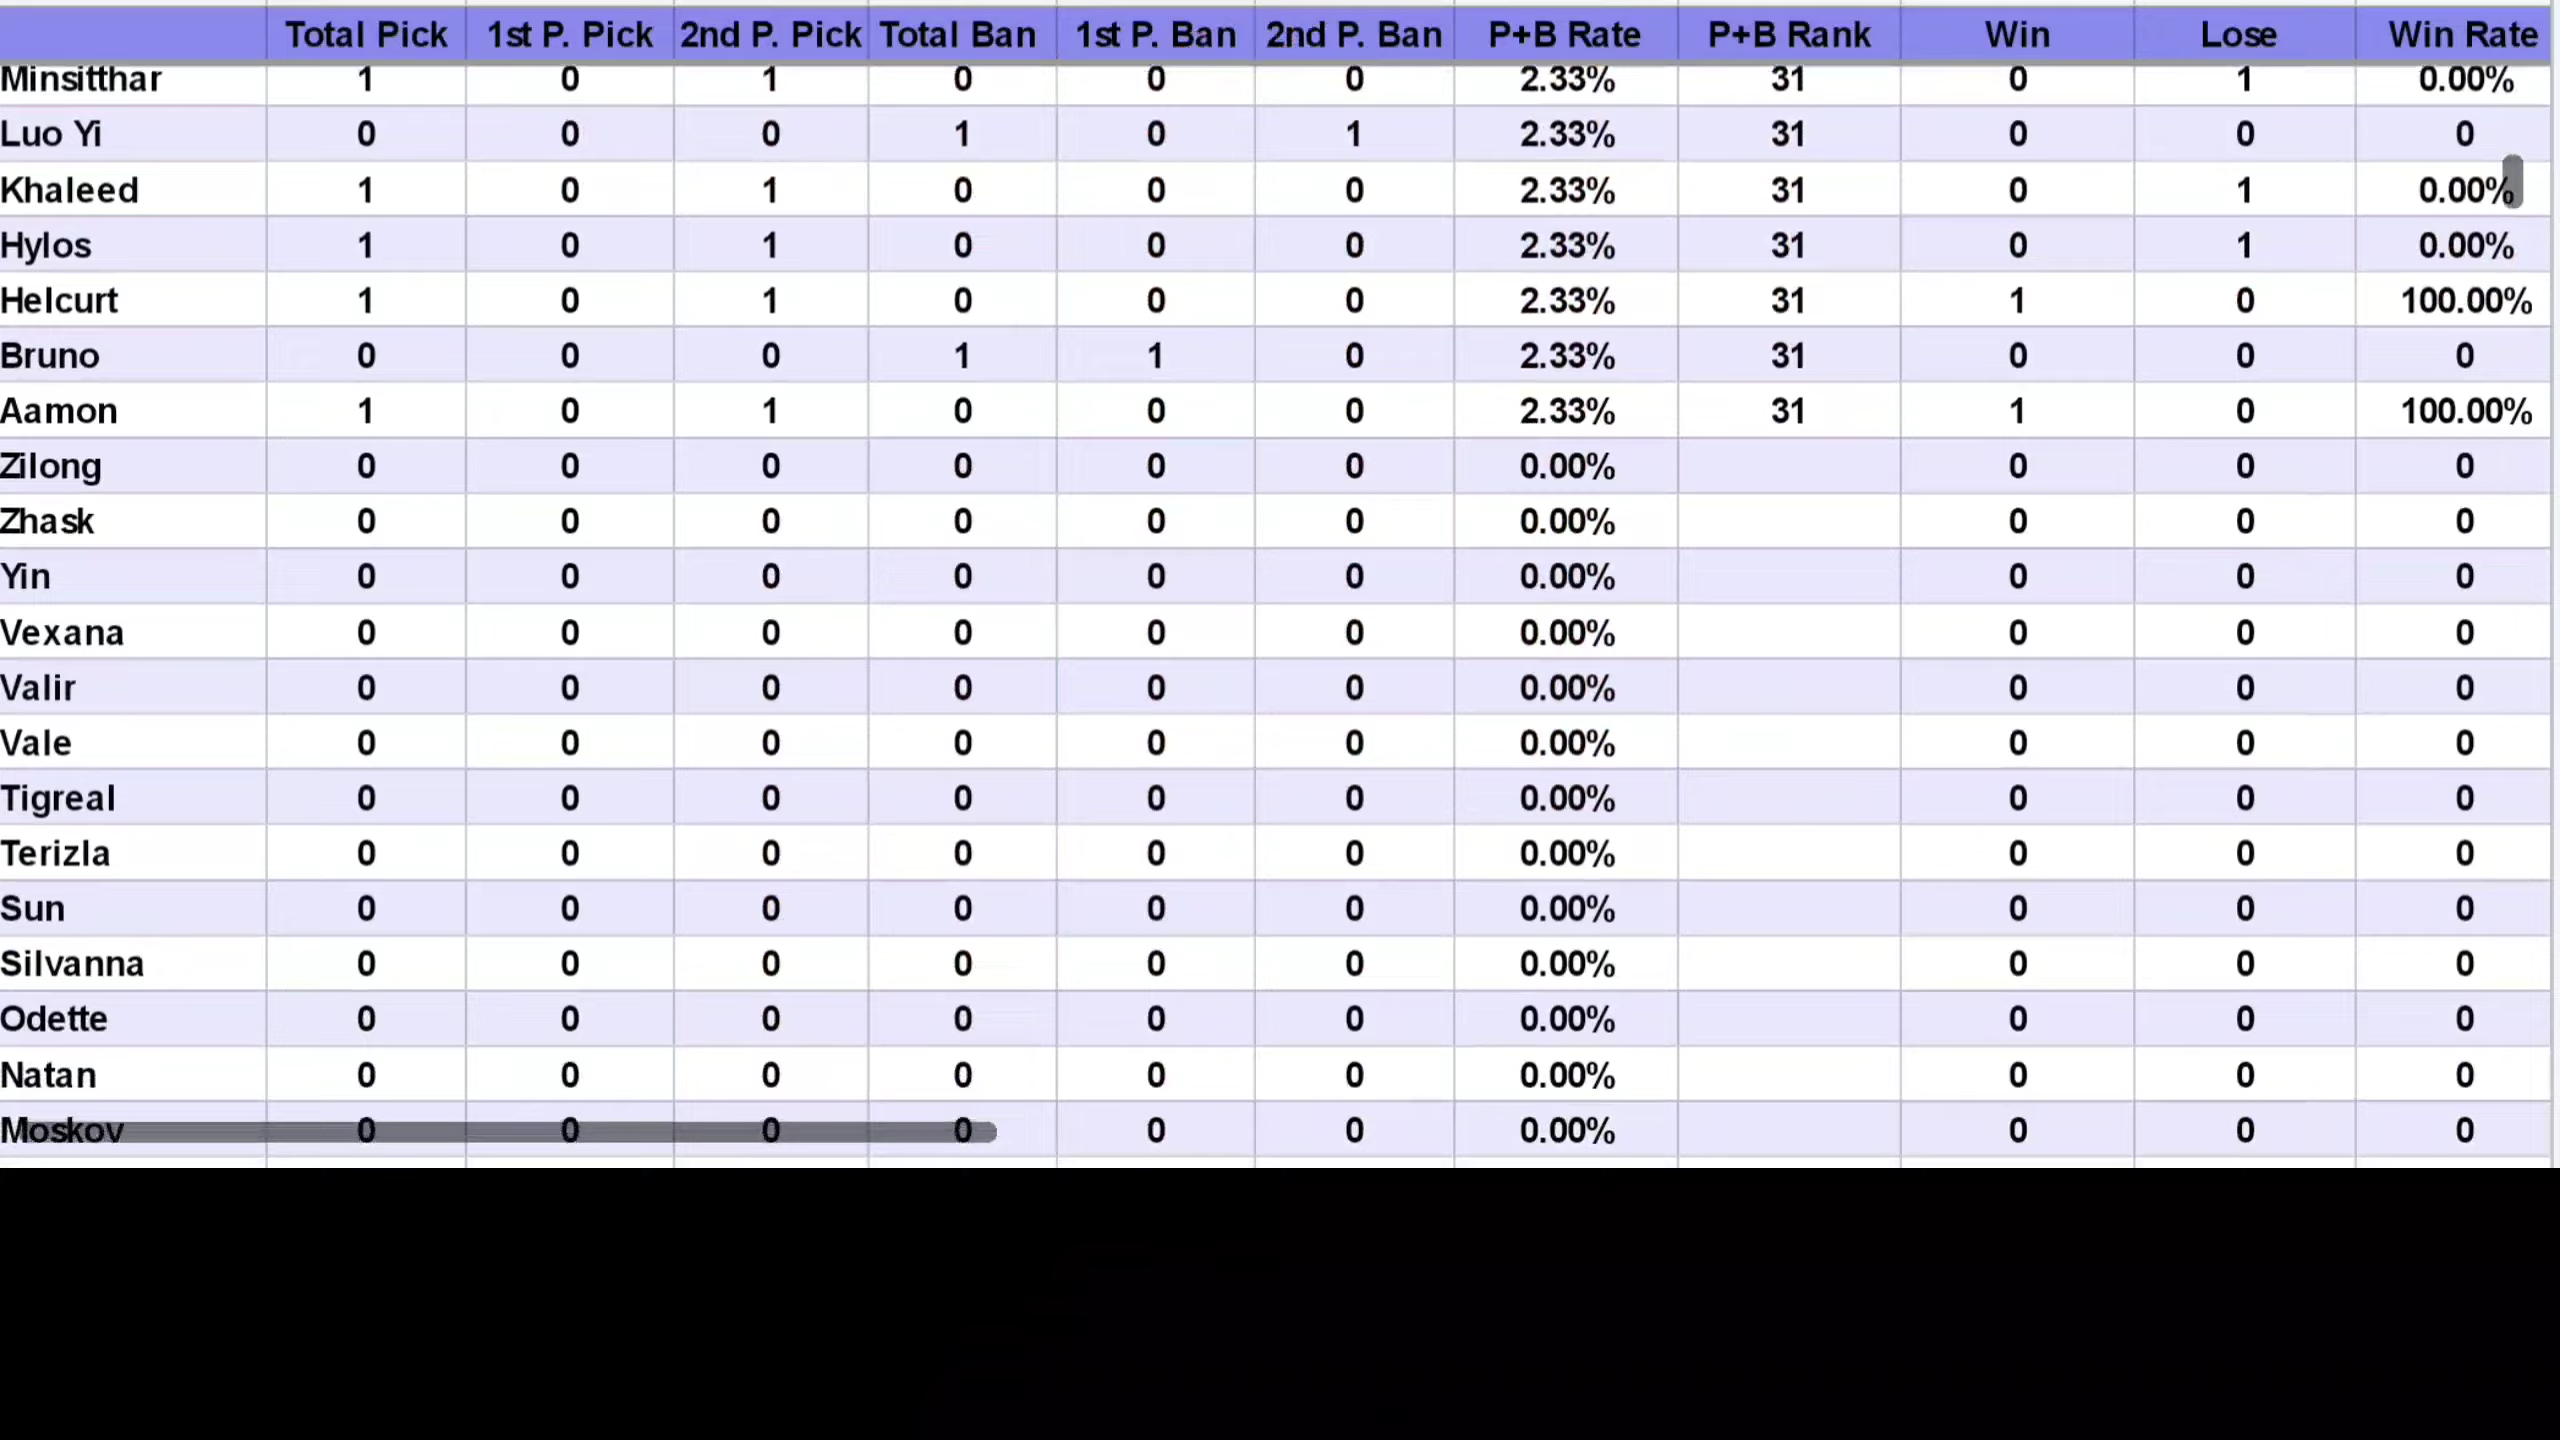 Total Pick 1st P. Pick 2nd P. Pick Total Ban 1st P. Ban 2nd P. Ban P+B Rate P+B Rank Win Lose Win Rate
Minsitthar 1 0 1 0 0 0 2.33% 31 0 1 0.00%
Luo Yi 0 0 0 1 0 1 2.33% 31 0 0 0
Khaleed 1 0 1 0 0 0 2.33% 31 0 1 0.00%
Hylos 1 0 1 0 0 0 2.33% 31 0 1 0.00%
Helcurt 1 0 1 0 0 0 2.33% 31 1 0 100.00%
Bruno 0 0 0 1 1 0 2.33% 31 0 0 0
Aamon 1 0 1 0 0 0 2.33% 31 1 0 100.00%
Zilong 0 0 0 0 0 0 0.00% 0 0 0
Zhask 0 0 0 0 0 0 0.00% 0 0 0
Yin 0 0 0 0 0 0 0.00% 0 0 0
Vexana 0 0 0 0 0 0 0.00% 0 0 0
Valir 0 0 0 0 0 0 0.00% 0 0 0
Vale 0 0 0 0 0 0 0.00% 0 0 0
Tigreal 0 0 0 0 0 0 0.00% 0 0 0
Terizla 0 0 0 0 0 0 0.00% 0 0 0
Sun 0 0 0 0 0 0 0.00% 0 0 0
Silvanna 0 0 0 0 0 0 0.00% 0 0 0
Odette 0 0 0 0 0 0 0.00% 0 0 0
Natan 0 0 0 0 0 0 0.00% 0 0 0
Moskov 0 0 0 0 0 0 0.00% 0 0 0